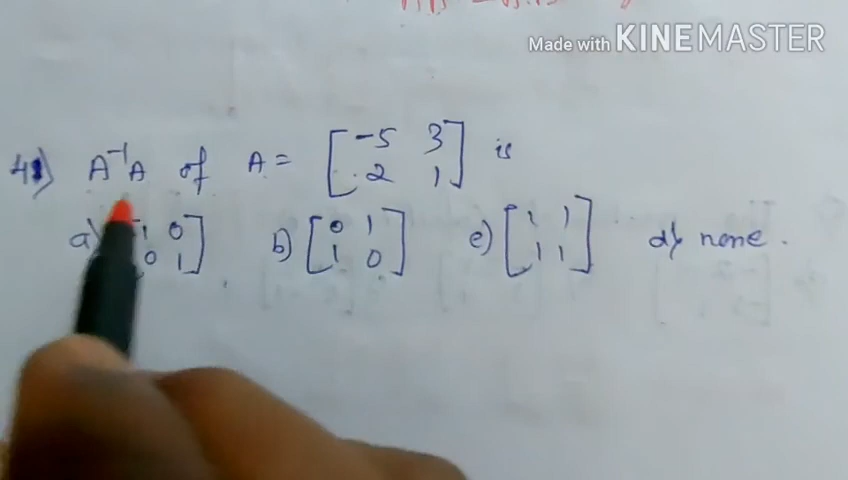 Made with KINEMASTER
41) A⁻¹A of A = [-5 3
2 1] is
a) [1 0
0 1] b) [0 1
1 0] c) [1 1
1 1] d) none.